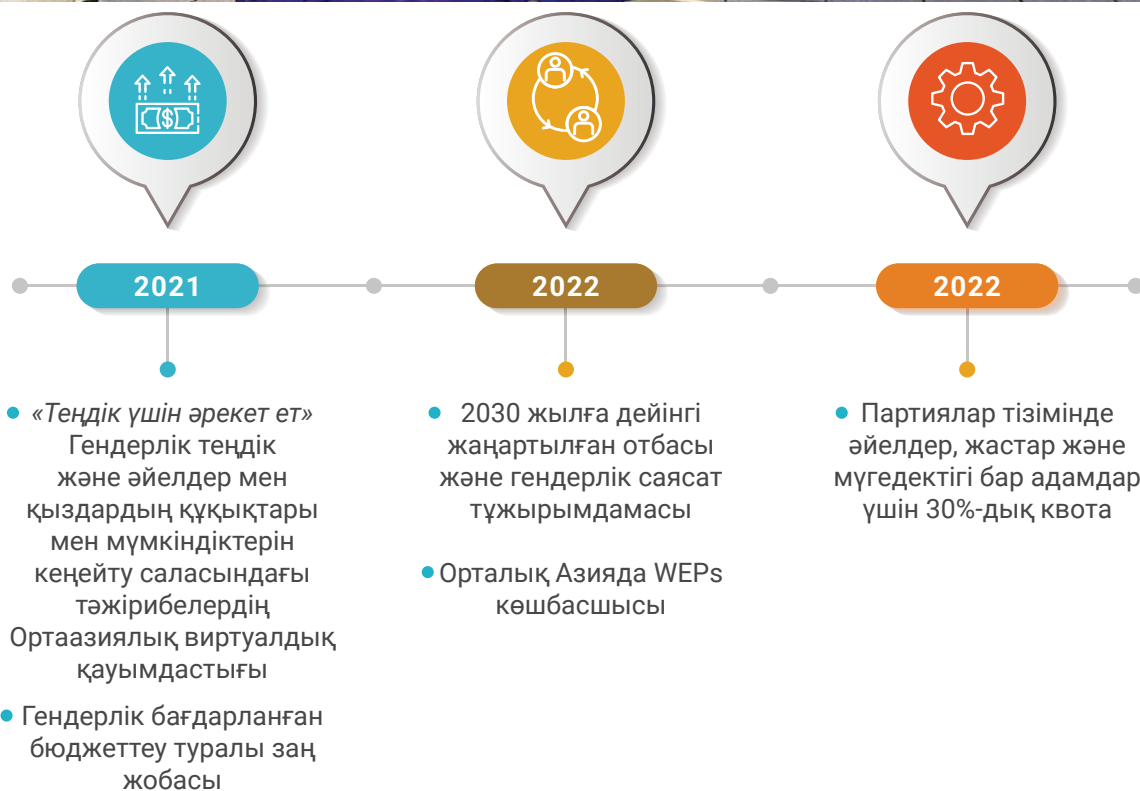 2021
«Теңдік үшін әрекет ет»
Гендерлік теңдік
және әйелдер мен
қыздардың құқықтары
мен мүмкіндіктерін
кеңейту саласындағы
тәжірибелердің
Ортаазиялық виртуалдық
қауымдастығы
Гендерлік бағдарланған
бюджеттеу туралы заң
жобасы
2022
2030 жылға дейінгі
жаңартылған отбасы
және гендерлік саясат
тұжырымдамасы
Орталық Азияда WEPs
көшбасшысы
2022
Партиялар тізімінде
әйелдер, жастар және
мүгедектігі бар адамдар
үшін 30%-дық квота